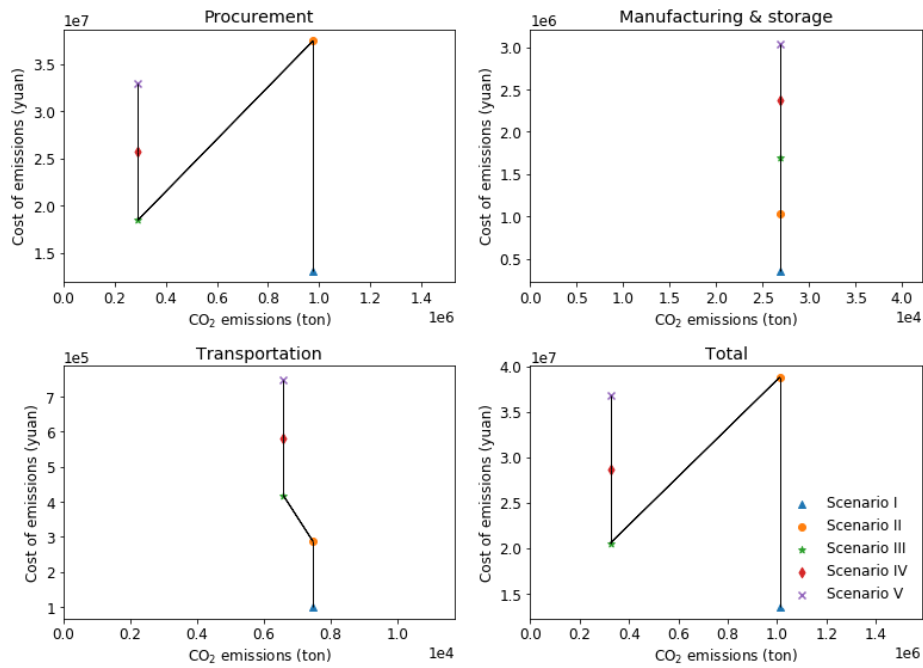 Procurement
1e7
3.5
3.0
2.5
2.0
1.5
Cost of emissions (yuan)
0.0 0.2 0.4 0.6 0.8 1.0 1.2 1.4
CO2 emissions (ton)
1e6
Manufacturing & storage
1e6
3.0
2.5
2.0
1.5
1.0
0.5
Cost of emissions (yuan)
0.0 0.5 1.0 1.5 2.0 2.5 3.0 3.5 4.0
CO2 emissions (ton)
1e4
Transportation
1e5
7
6
5
4
3
2
1
Cost of emissions (yuan)
0.0 0.2 0.4 0.6 0.8 1.0
CO2 emissions (ton)
1e4
Total
1e7
4.0
3.5
3.0
2.5
2.0
1.5
Cost of emissions (yuan)
Scenario I
Scenario II
Scenario III
Scenario IV
Scenario V
0.0 0.2 0.4 0.6 0.8 1.0 1.2 1.4
CO2 emissions (ton)
1e6